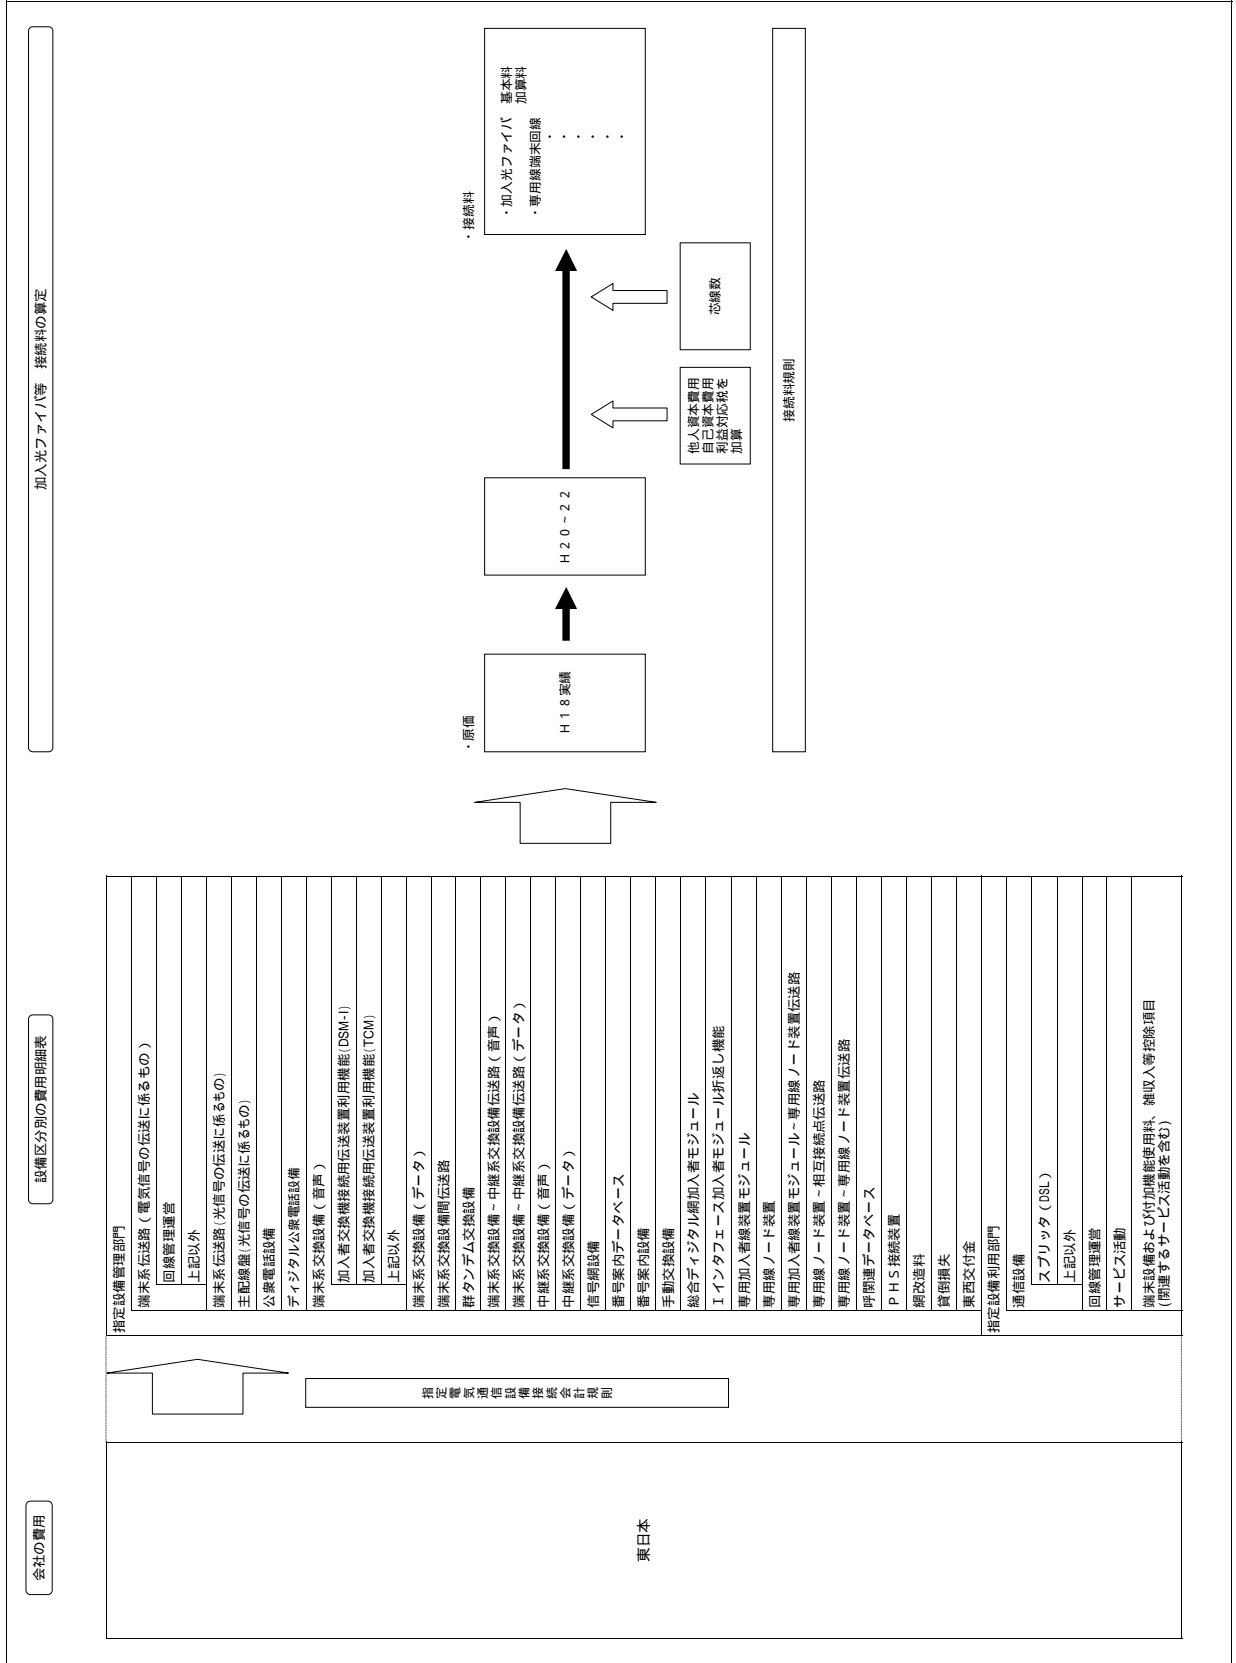 会社の費用
設備区分別の費用明細表
加入光ファイバ等　接続料の算定
東日本
指定電気通信設備接続会計規則
指定設備管理部門
端末系伝送路（電気信号の伝送に係るもの）
回線管理運営
上記以外
端末系伝送路(光信号の伝送に係るもの)
主配線盤(光信号の伝送に係るもの)
公衆電話設備
ディジタル公衆電話設備
端末系交換設備（音声）
加入者交換機接続用伝送装置利用機能(DSM-I)
加入者交換機接続用伝送装置利用機能(TCM)
上記以外
端末系交換設備（データ）
端末系交換設備間伝送路
群タンデム交換設備
端末系交換設備～中継系交換設備伝送路（音声）
端末系交換設備～中継系交換設備伝送路（データ）
中継系交換設備（音声）
中継系交換設備（データ）
信号網設備
番号案内データベース
番号案内設備
手動交換設備
総合ディジタル網加入者モジュール
Ｉインタフェース加入者モジュール折返し機能
専用加入者線装置モジュール
専用線ノード装置
専用加入者線装置モジュール～専用線ノード装置伝送路
専用線ノード装置～相互接続点伝送路
専用線ノード装置～専用線ノード装置伝送路
呼関連データベース
ＰＨＳ接続装置
網改造料
貸倒損失
東西交付金
指定設備利用部門
通信設備
スプリッタ（DSL）
上記以外
回線管理運営
サービス活動
端末設備および付加機能使用料、雑収入等控除項目
(関連するサービス活動を含む)
・原価
Ｈ１８実績
Ｈ２０～２２
他人資本費用
自己資本費用
利益対応税を
加算
芯線数
・接続料
・加入光ファイバ　基本料
加算料
・専用線端末回線
・
・
・
・
・
・
接続料規則